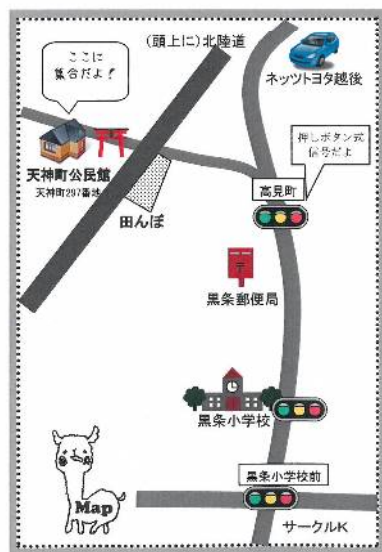 (頭上に)北陸道
ネッツトヨタ越後
ここに
集合だよ！
押しボタン式
信号だよ
天神町公民館
天神町297番地
高見町
田んぼ
〒
黒条郵便局
黒条小学校
黒条小学校前
Map
サークルK